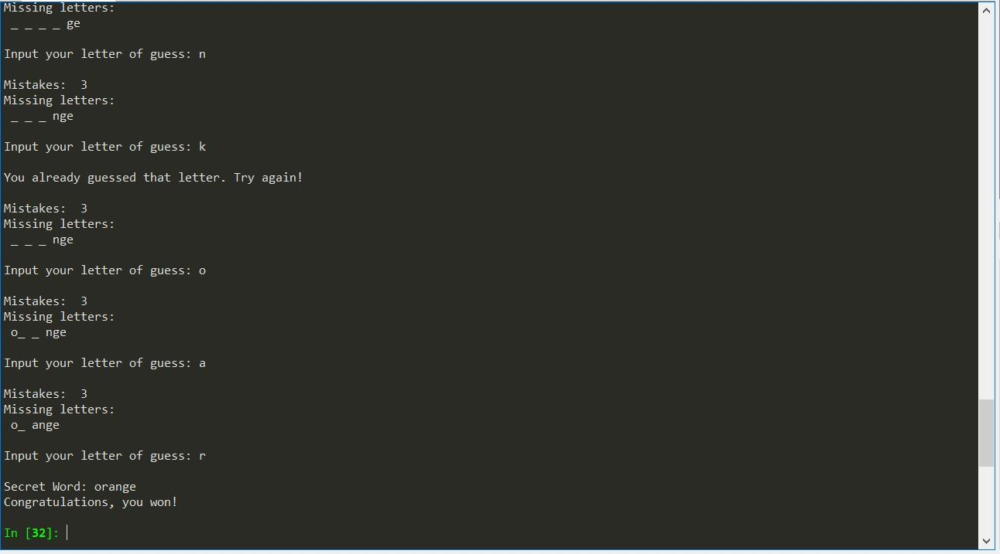 Missing letters:
_ _ _ _ ge
Input your letter of guess: n
Mistakes:  3
Missing letters:
_ _ _ nge
Input your letter of guess: k
You already guessed that letter. Try again!
Mistakes:  3
Missing letters:
_ _ _ nge
Input your letter of guess: o
Mistakes:  3
Missing letters:
o_ _ nge
Input your letter of guess: a
Mistakes:  3
Missing letters:
o_ ange
Input your letter of guess: r
Secret Word: orange
Congratulations, you won!
In [32]: